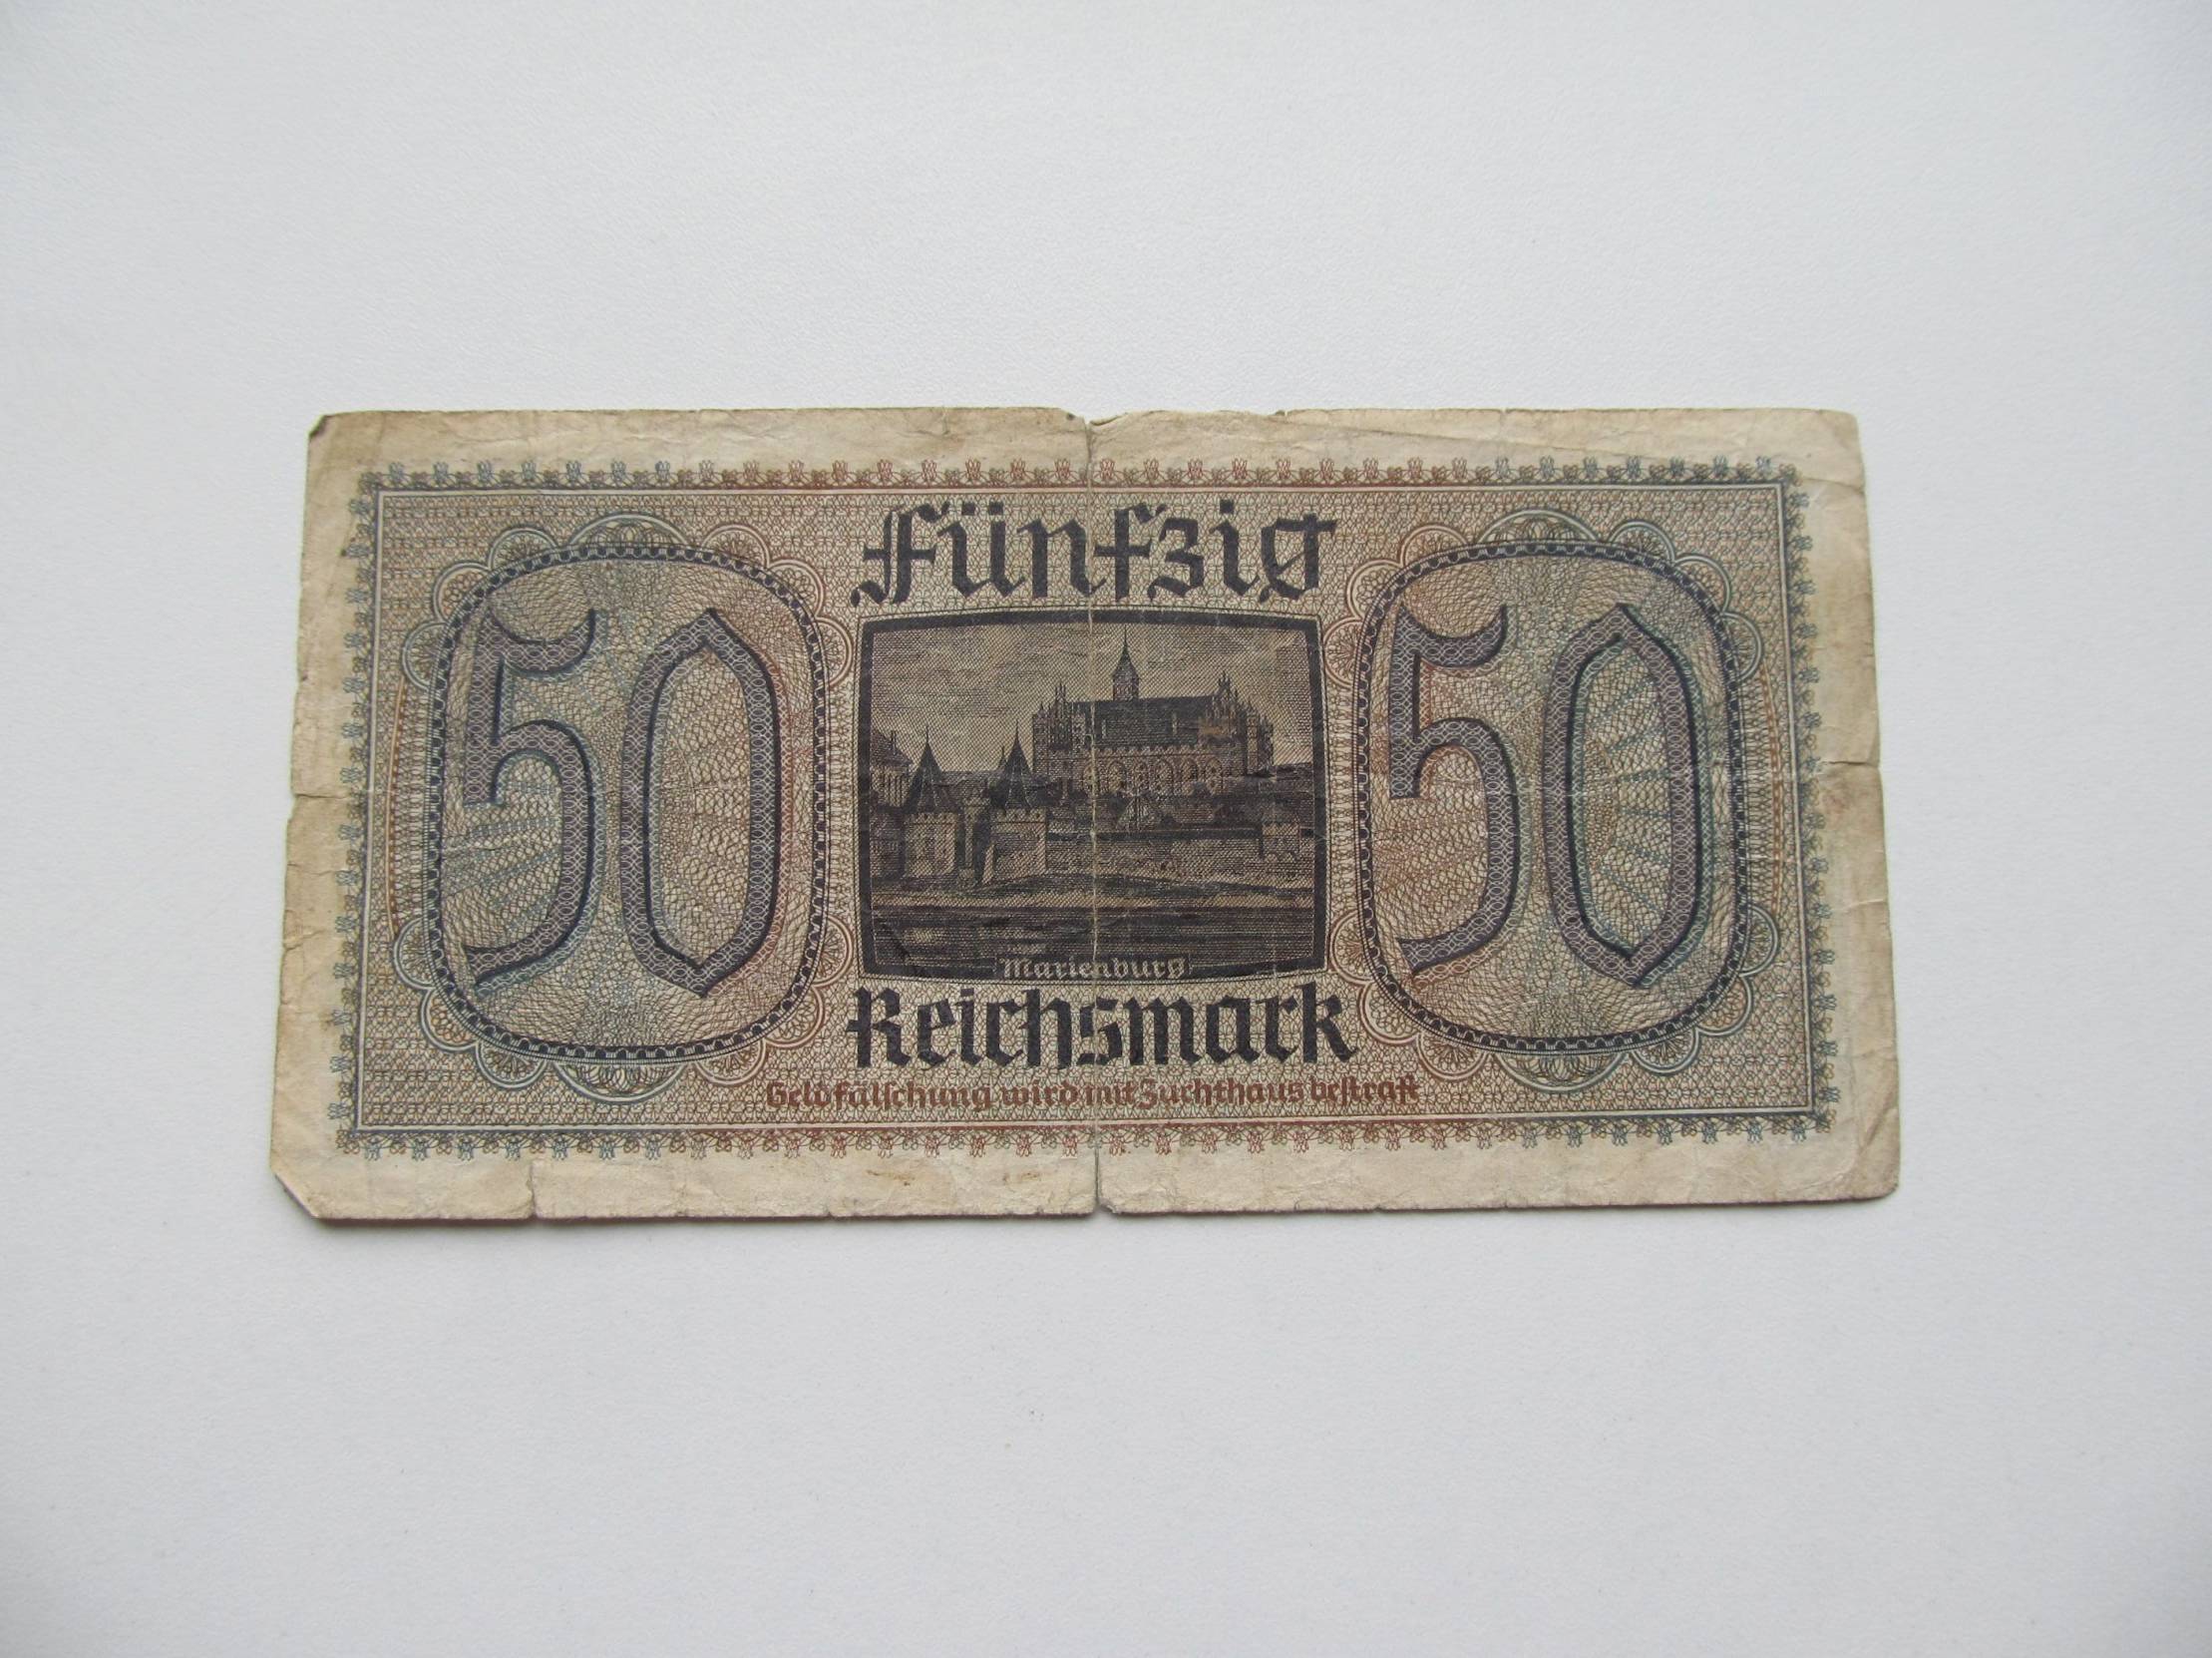 Fünfzig
50 50
Marienburg
Reichsmark
Geldfälschung wird mit Zuchthaus bestraft